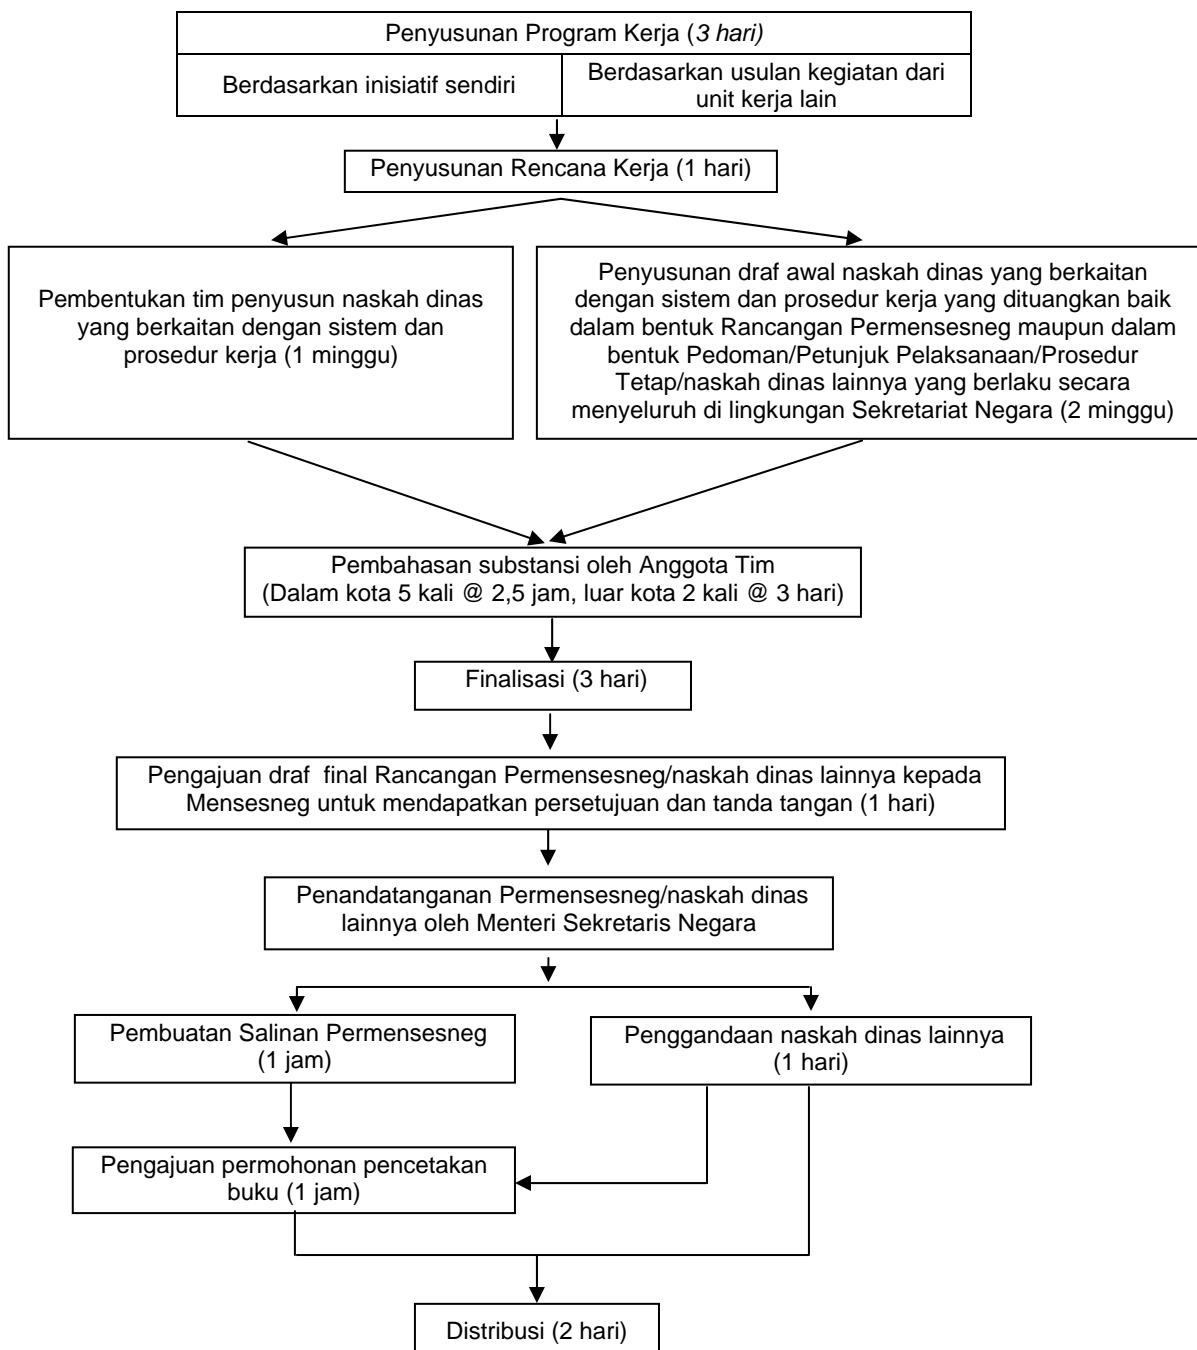 Penyusunan Program Kerja (3 hari)
Berdasarkan inisiatif sendiri
Berdasarkan usulan kegiatan dari
unit kerja lain
Penyusunan Rencana Kerja (1 hari)
Pembentukan tim penyusun naskah dinas
yang berkaitan dengan sistem dan
prosedur kerja (1 minggu)
Penyusunan draf awal naskah dinas yang berkaitan
dengan sistem dan prosedur kerja yang dituangkan baik
dalam bentuk Rancangan Permensesneg maupun dalam
bentuk Pedoman/Petunjuk Pelaksanaan/Prosedur
Tetap/naskah dinas lainnya yang berlaku secara
menyeluruh di lingkungan Sekretariat Negara (2 minggu)
Pembahasan substansi oleh Anggota Tim
(Dalam kota 5 kali @ 2,5 jam, luar kota 2 kali @ 3 hari)
Finalisasi (3 hari)
Pengajuan draf final Rancangan Permensesneg/naskah dinas lainnya kepada
Mensesneg untuk mendapatkan persetujuan dan tanda tangan (1 hari)
Penandatanganan Permensesneg/naskah dinas
lainnya oleh Menteri Sekretaris Negara
Pembuatan Salinan Permensesneg
(1 jam)
Penggandaan naskah dinas lainnya
(1 hari)
Pengajuan permohonan pencetakan
buku (1 jam)
Distribusi (2 hari)